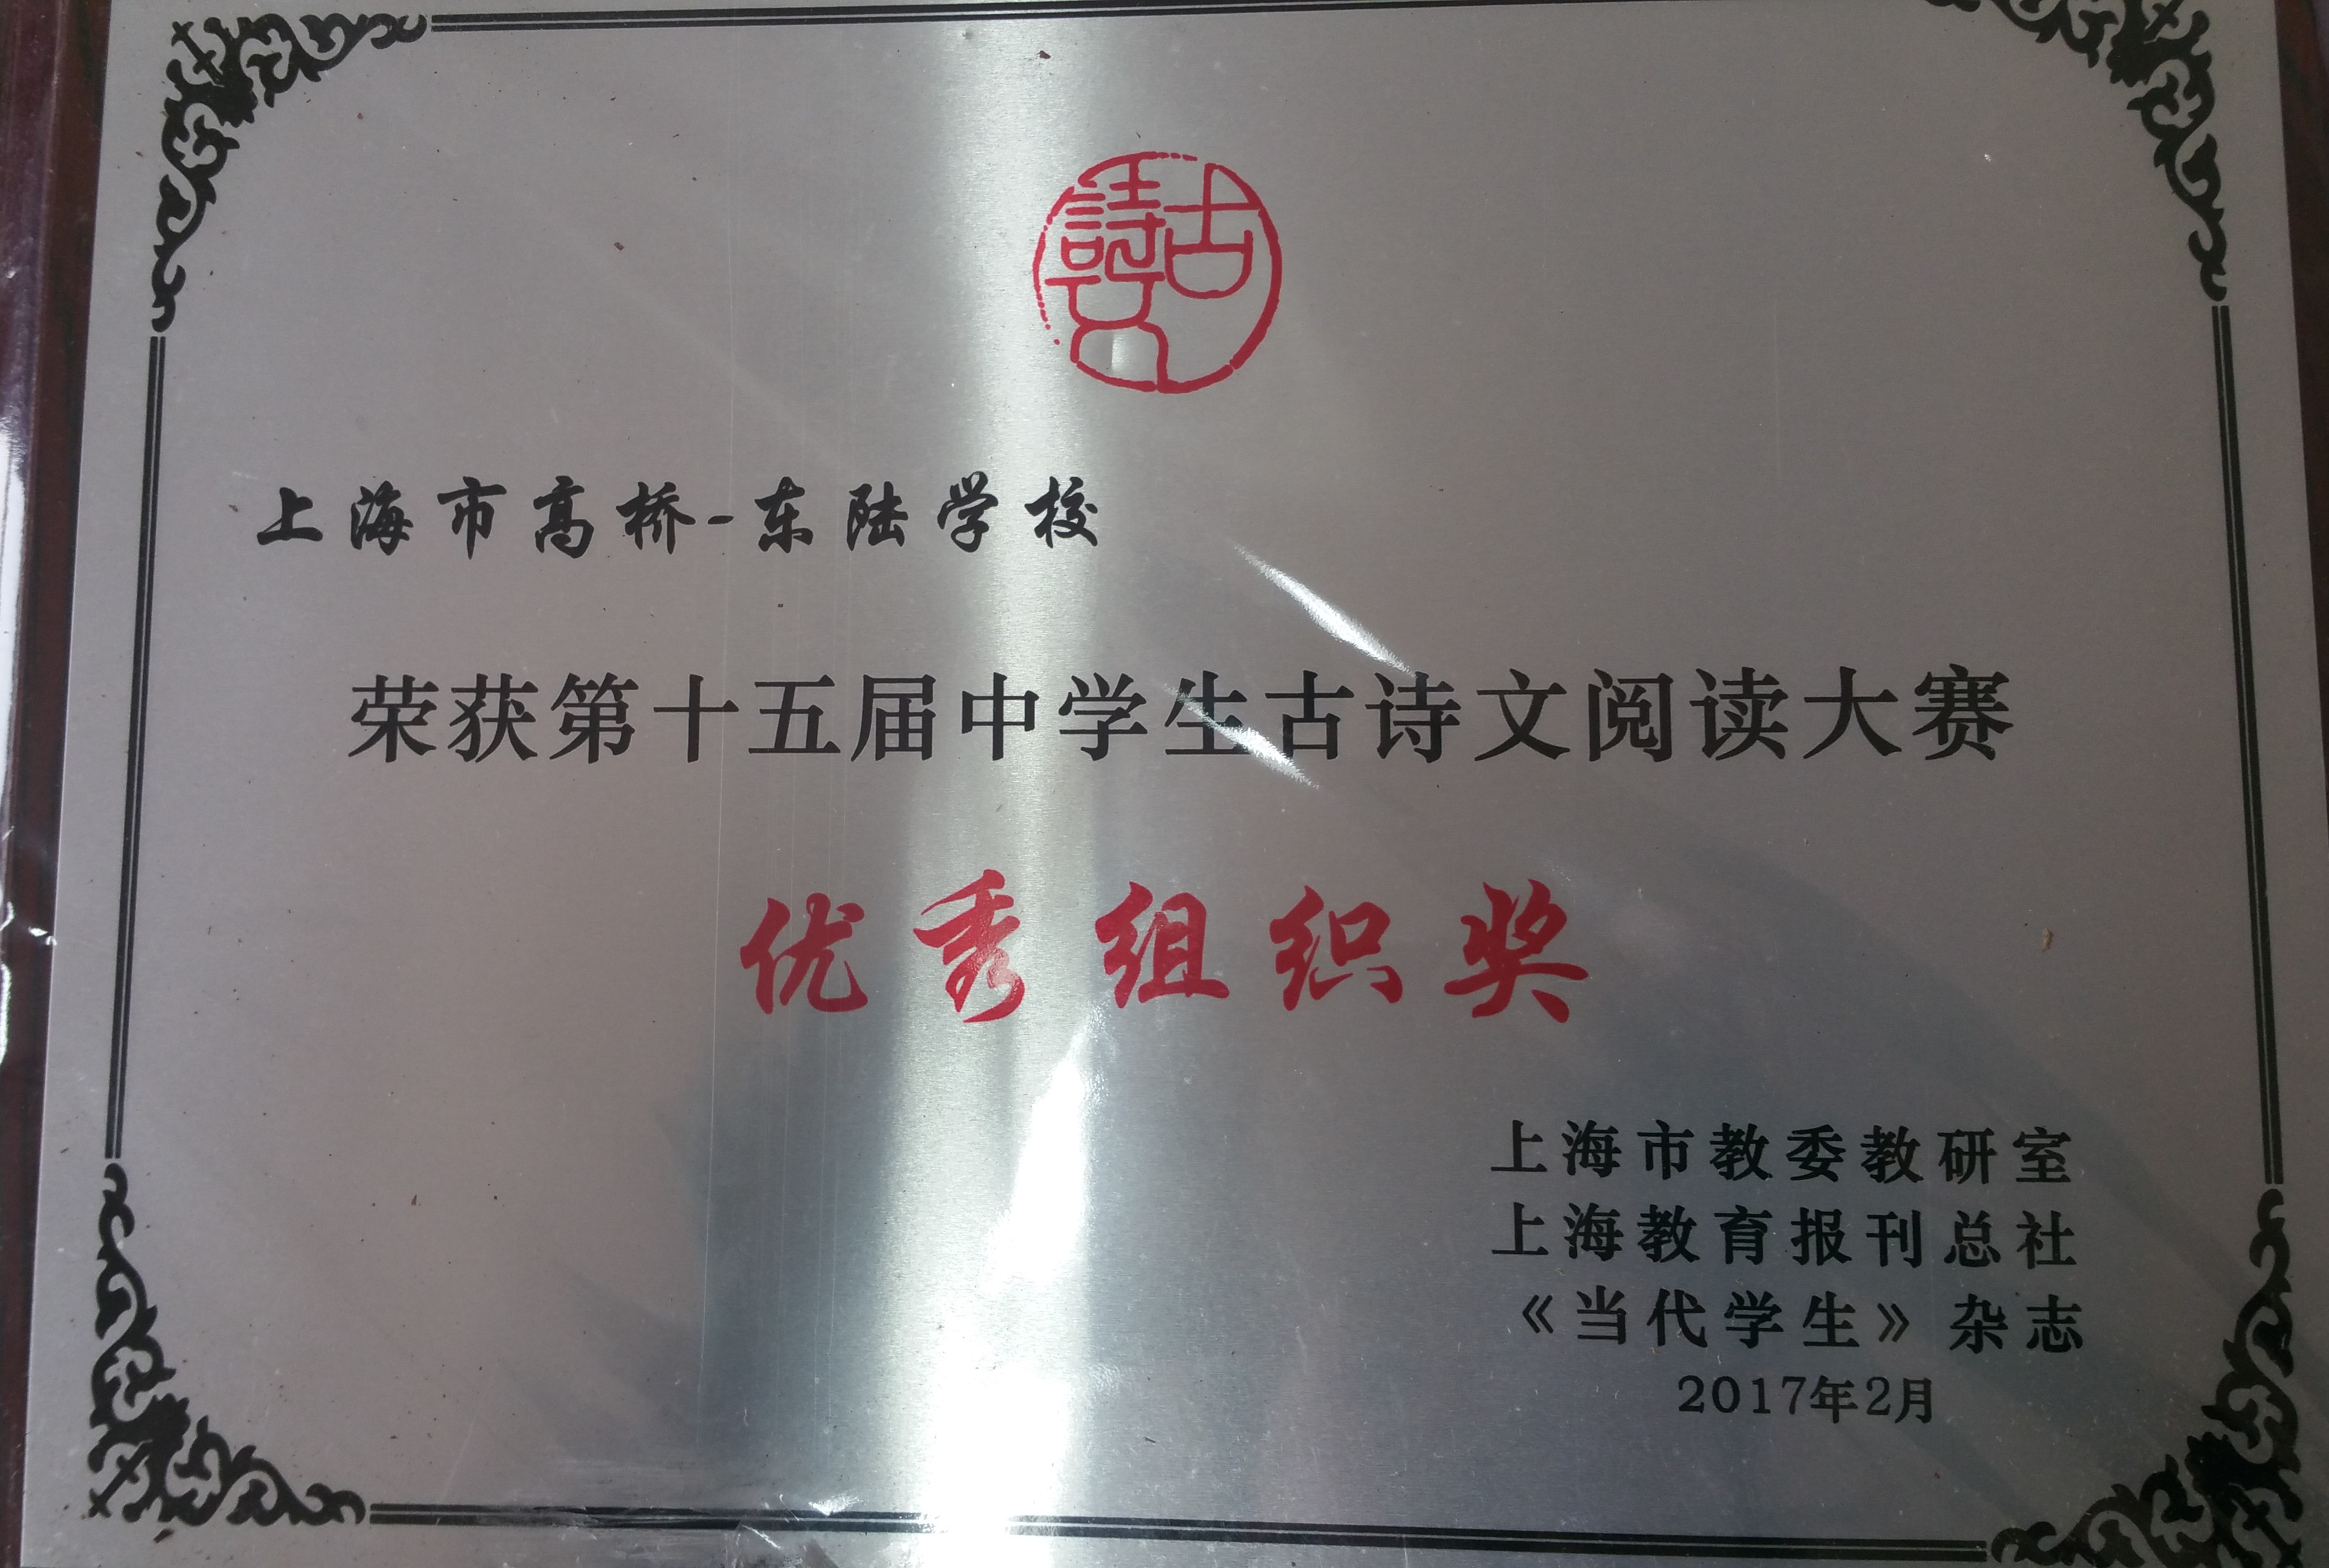 古詩文
上海市高桥-东陆学校
荣获第十五届中学生古诗文阅读大赛
优秀组织奖
上海市教委教研室
上海教育报刊总社
《当代学生》杂志
2017年2月